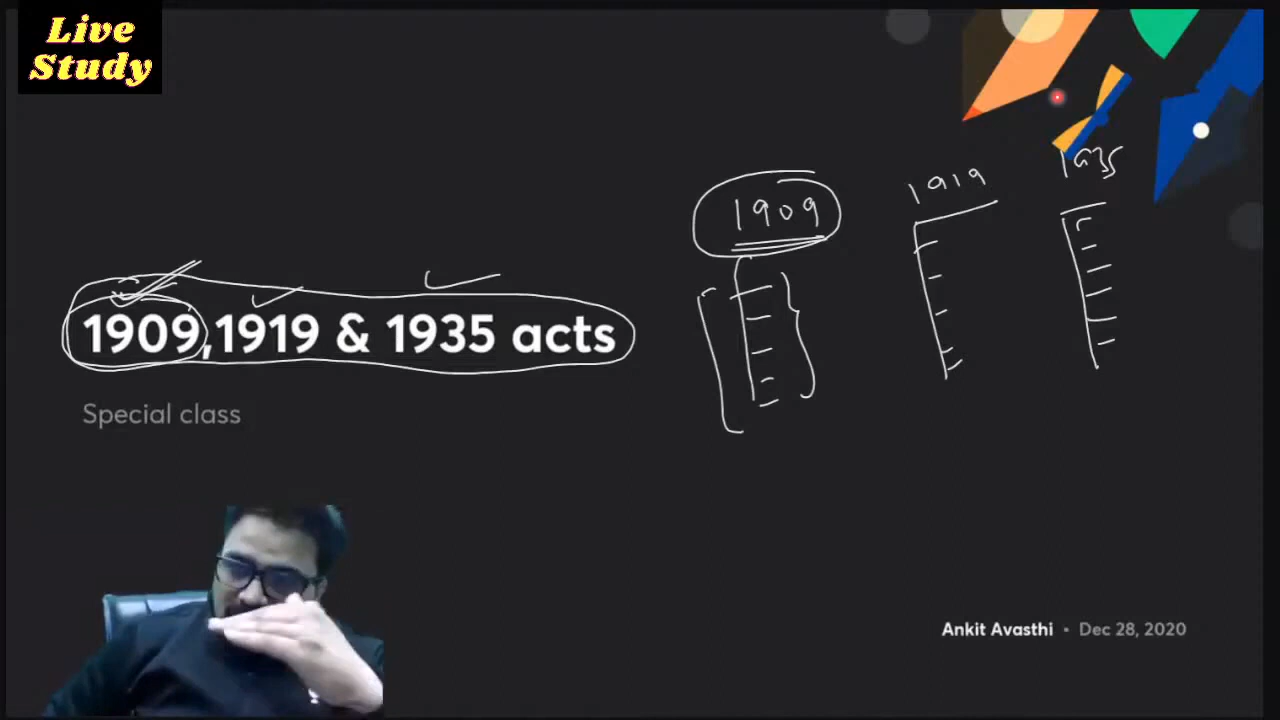 Live
Study
1909
1919
1935
1909,1919 & 1935 acts
Special class
Ankit Avasthi • Dec 28, 2020